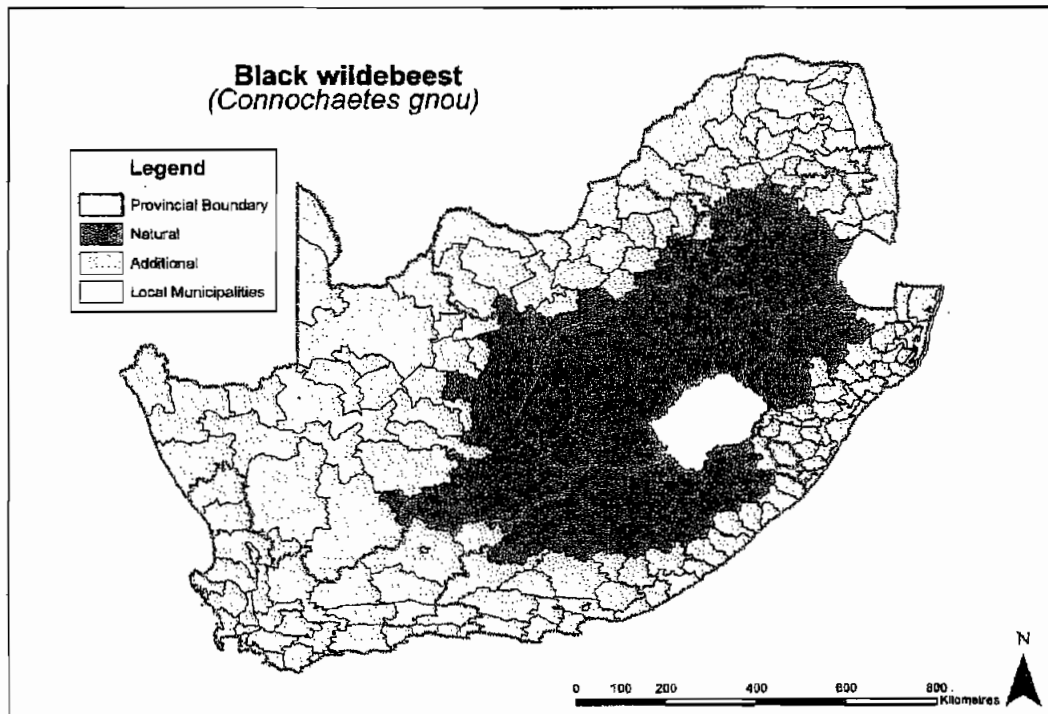 Black wildebeest
(Connochaetes gnou)
Legend
Provincial Boundary
Natural
Additional
Local Municipalities
N
0 100 200 400 600 800
Kilometres